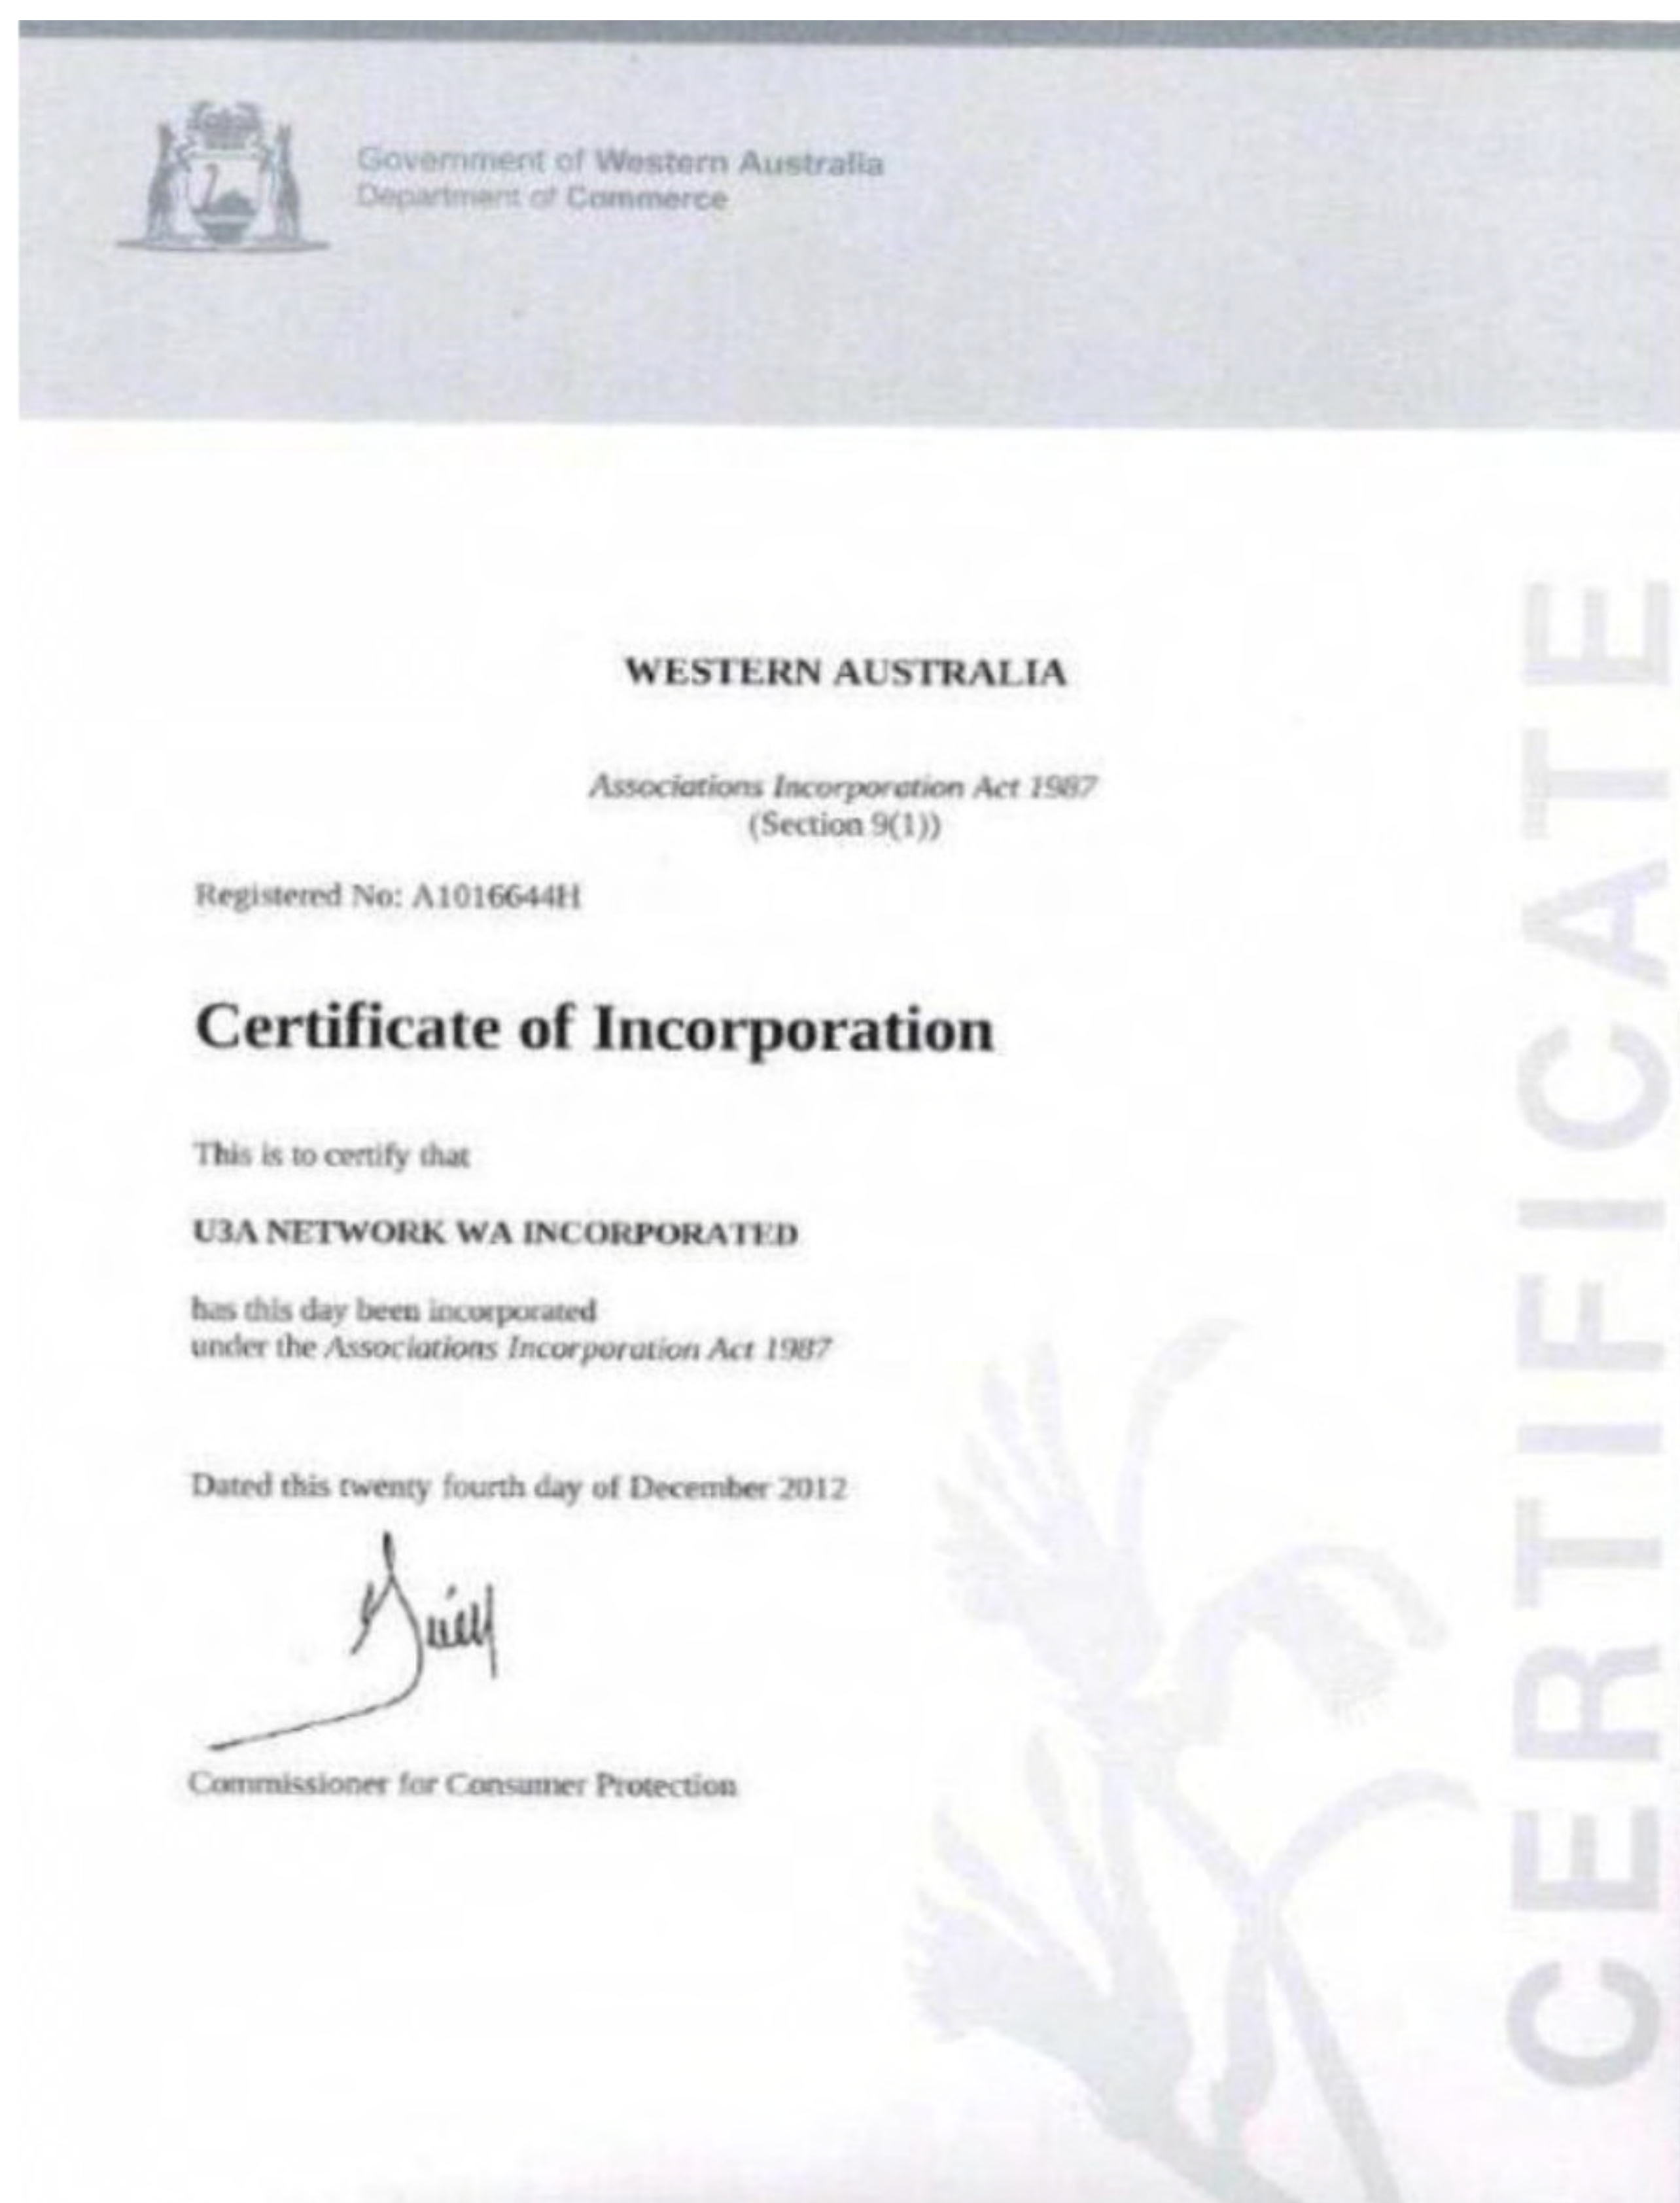 Government of Western Australia
Department of Commerce
WESTERN AUSTRALIA
Associations Incorporation Act 1987
(Section 9(1))
Registered No: A1016644H
Certificate of Incorporation
This is to certify that
U3A NETWORK WA INCORPORATED
has this day been incorporated
under the Associations Incorporation Act 1987
Dated this twenty fourth day of December 2012
Commissioner for Consumer Protection
CERTIFICATE